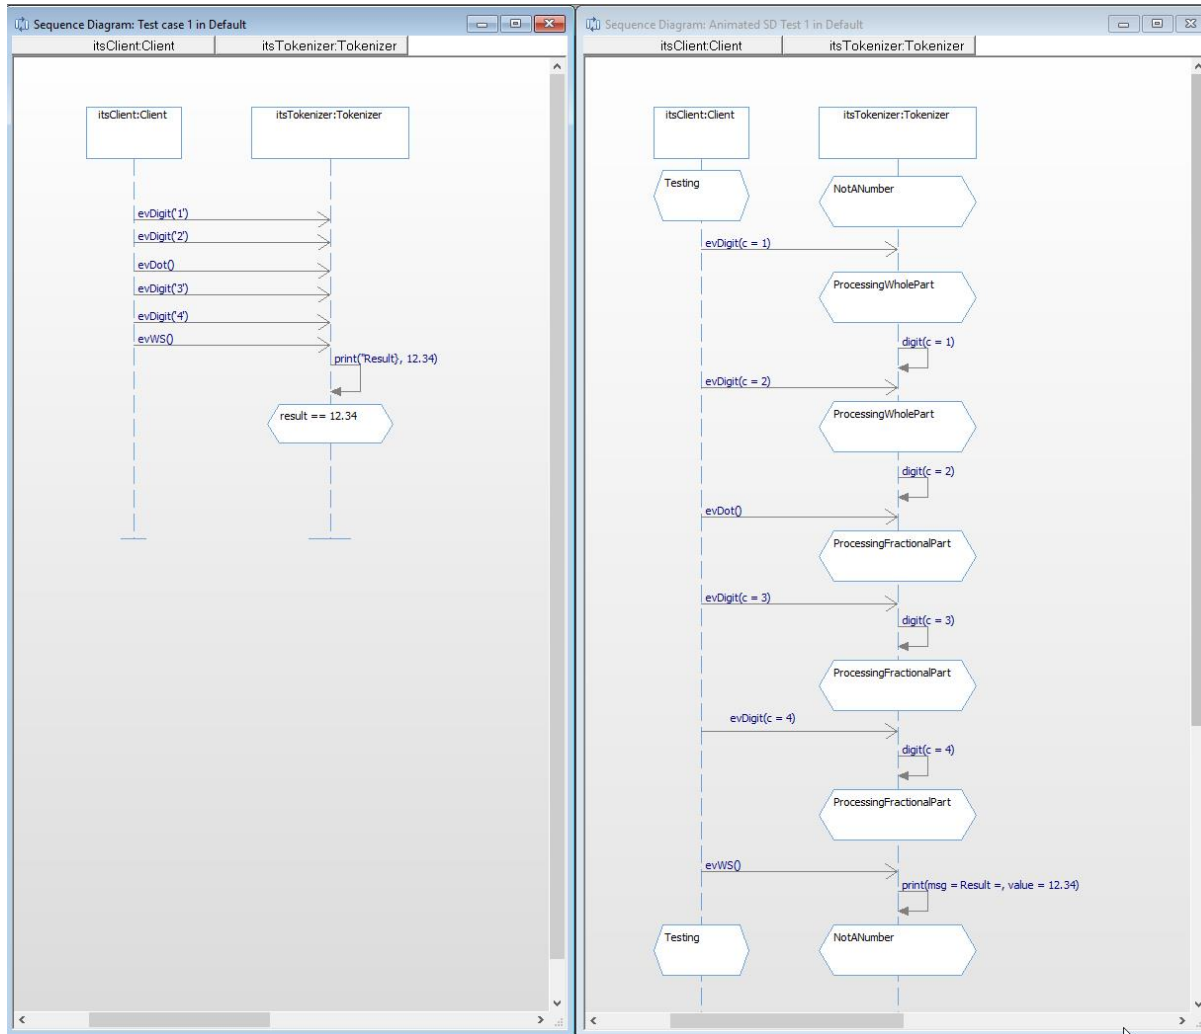 Sequence Diagram: Test case 1 in Default
itsClient:Client
itsTokenizer:Tokenizer
itsClient:Client
itsTokenizer:Tokenizer
evDigit('1')
evDigit('2')
evDot()
evDigit('3')
evDigit('4')
evWS()
print("Result}, 12.34)
result == 12.34
Sequence Diagram: Animated SD Test 1 in Default
itsClient:Client
itsTokenizer:Tokenizer
itsClient:Client
itsTokenizer:Tokenizer
Testing
NotANumber
evDigit(c = 1)
ProcessingWholePart
digit(c = 1)
evDigit(c = 2)
ProcessingWholePart
digit(c = 2)
evDot()
ProcessingFractionalPart
evDigit(c = 3)
digit(c = 3)
ProcessingFractionalPart
evDigit(c = 4)
digit(c = 4)
ProcessingFractionalPart
evWS()
print(msg = Result =, value = 12.34)
Testing
NotANumber